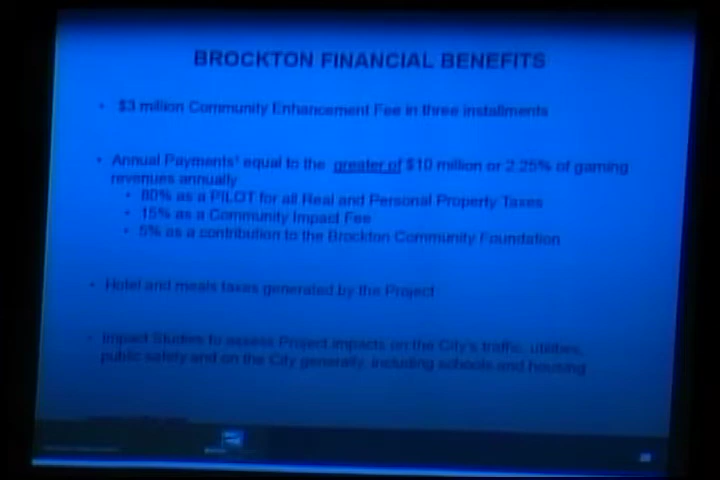 BROCKTON FINANCIAL BENEFITS
• $3 million Community Enhancement Fee in three installments
• Annual Payments¹ equal to the greater of $10 million or 2.25% of gaming
revenues annually
• 80% as a PILOT for all Real and Personal Property Taxes
• 15% as a Community Impact Fee
• 5% as a contribution to the Brockton Community Foundation
• Hotel and meals taxes generated by the Project
• Impact Studies to assess Project impacts on the City's traffic, utilities,
public safety and on the City generally, including schools and housing